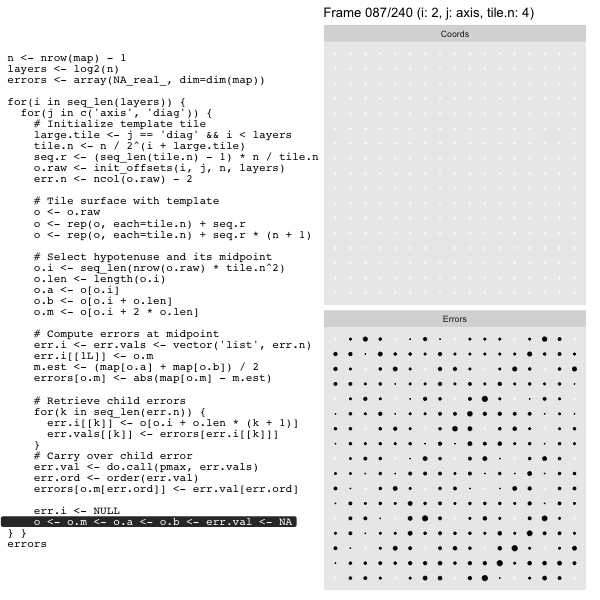 Frame 087/240 (i: 2, j: axis, tile.n: 4)
Coords
n <- nrow(map) - 1
layers <- log2(n)
errors <- array(NA_real_, dim=dim(map))
for(i in seq_len(layers)) {
for(j in c('axis', 'diag')) {
# Initialize template tile
large.tile <- j == 'diag' && i < layers
tile.n <- n / 2^(i + large.tile)
seq.r <- (seq_len(tile.n) - 1) * n / tile.n
o.raw <- init_offsets(i, j, n, layers)
err.n <- ncol(o.raw) - 2
# Tile surface with template
o <- o.raw
o <- rep(o, each=tile.n) + seq.r
o <- rep(o, each=tile.n) + seq.r * (n + 1)
# Select hypotenuse and its midpoint
o.i <- seq_len(nrow(o.raw) * tile.n^2)
o.len <- length(o.i)
o.a <- o[o.i]
o.b <- o[o.i + o.len]
o.m <- o[o.i + 2 * o.len]
# Compute errors at midpoint
err.i <- err.vals <- vector('list', err.n)
err.i[[1L]] <- o.m
m.est <- (map[o.a] + map[o.b]) / 2
errors[o.m] <- abs(map[o.m] - m.est)
# Retrieve child errors
for(k in seq_len(err.n)) {
err.i[[k]] <- o[o.i + o.len * (k + 1)]
err.vals[[k]] <- errors[err.i[[k]]]
}
# Carry over child error
err.val <- do.call(pmax, err.vals)
err.ord <- order(err.val)
errors[o.m[err.ord]] <- err.val[err.ord]
err.i <- NULL
o <- o.m <- o.a <- o.b <- err.val <- NA
} }
errors
Errors